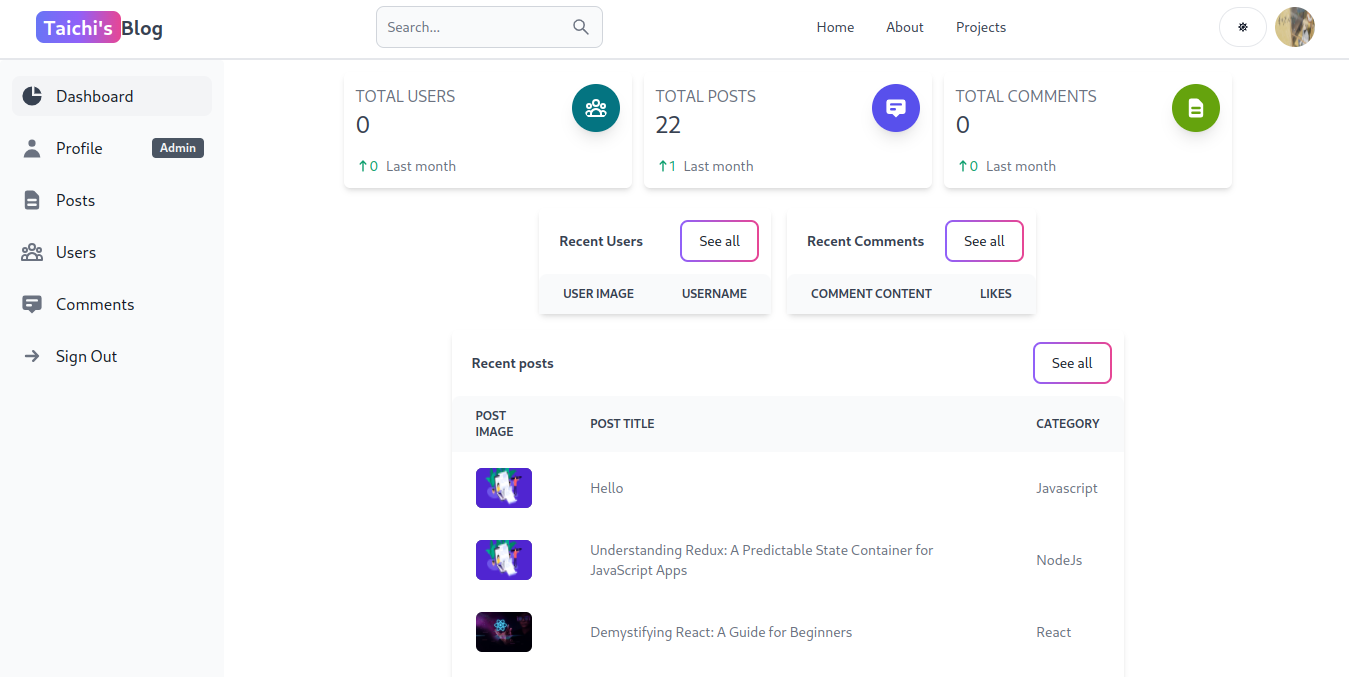 Taichi's Blog
Search...
Home About Projects
Dashboard
Profile Admin
Posts
Users
Comments
Sign Out
TOTAL USERS
0
0 Last month
TOTAL POSTS
22
1 Last month
TOTAL COMMENTS
0
0 Last month
Recent Users See all
USER IMAGE USERNAME
Recent Comments See all
COMMENT CONTENT LIKES
Recent posts See all
POST
IMAGE
POST TITLE
CATEGORY
Hello Javascript
Understanding Redux: A Predictable State Container for
JavaScript Apps
NodeJs
Demystifying React: A Guide for Beginners React